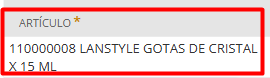 ARTÍCULO *
110000008 LANSTYLE GOTAS DE CRISTAL
X 15 ML